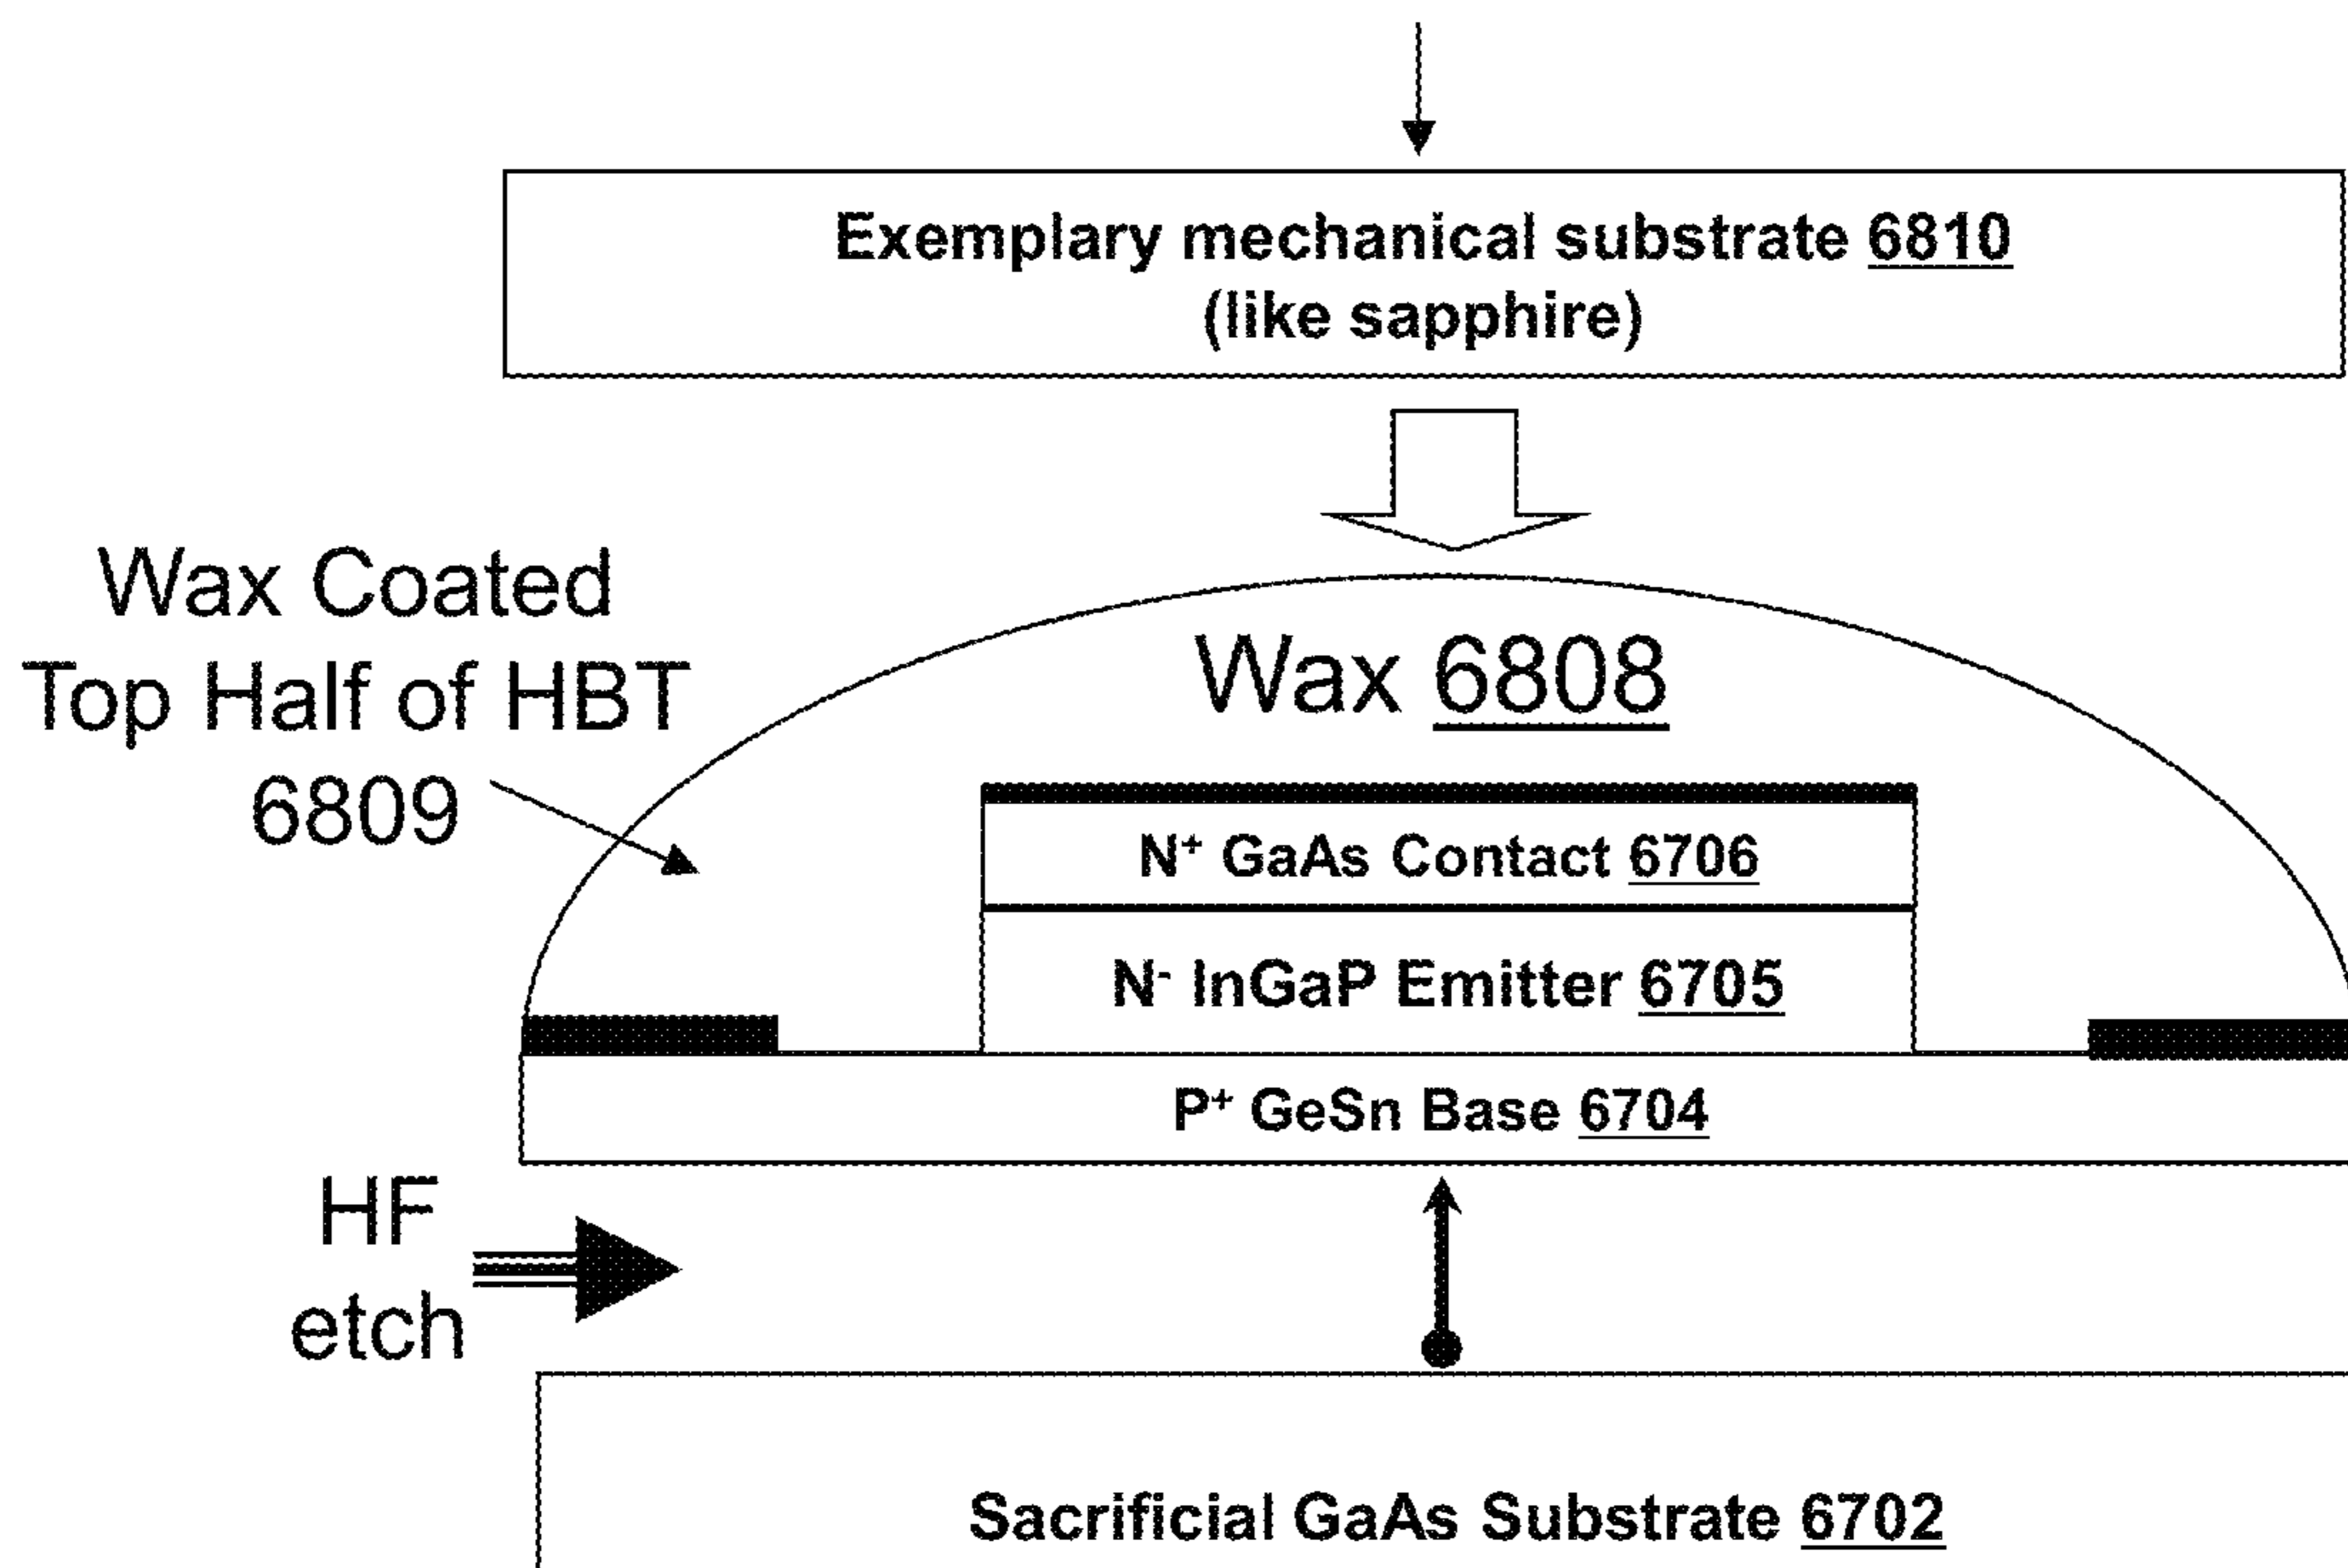 Exemplary mechanical substrate 6810
(like sapphire)
Wax Coated
Top Half of HBT
6809
Wax 6808
N⁺ GaAs Contact 6706
N⁻ InGaP Emitter 6705
P⁺ GeSn Base 6704
HF
etch
Sacrificial GaAs Substrate 6702